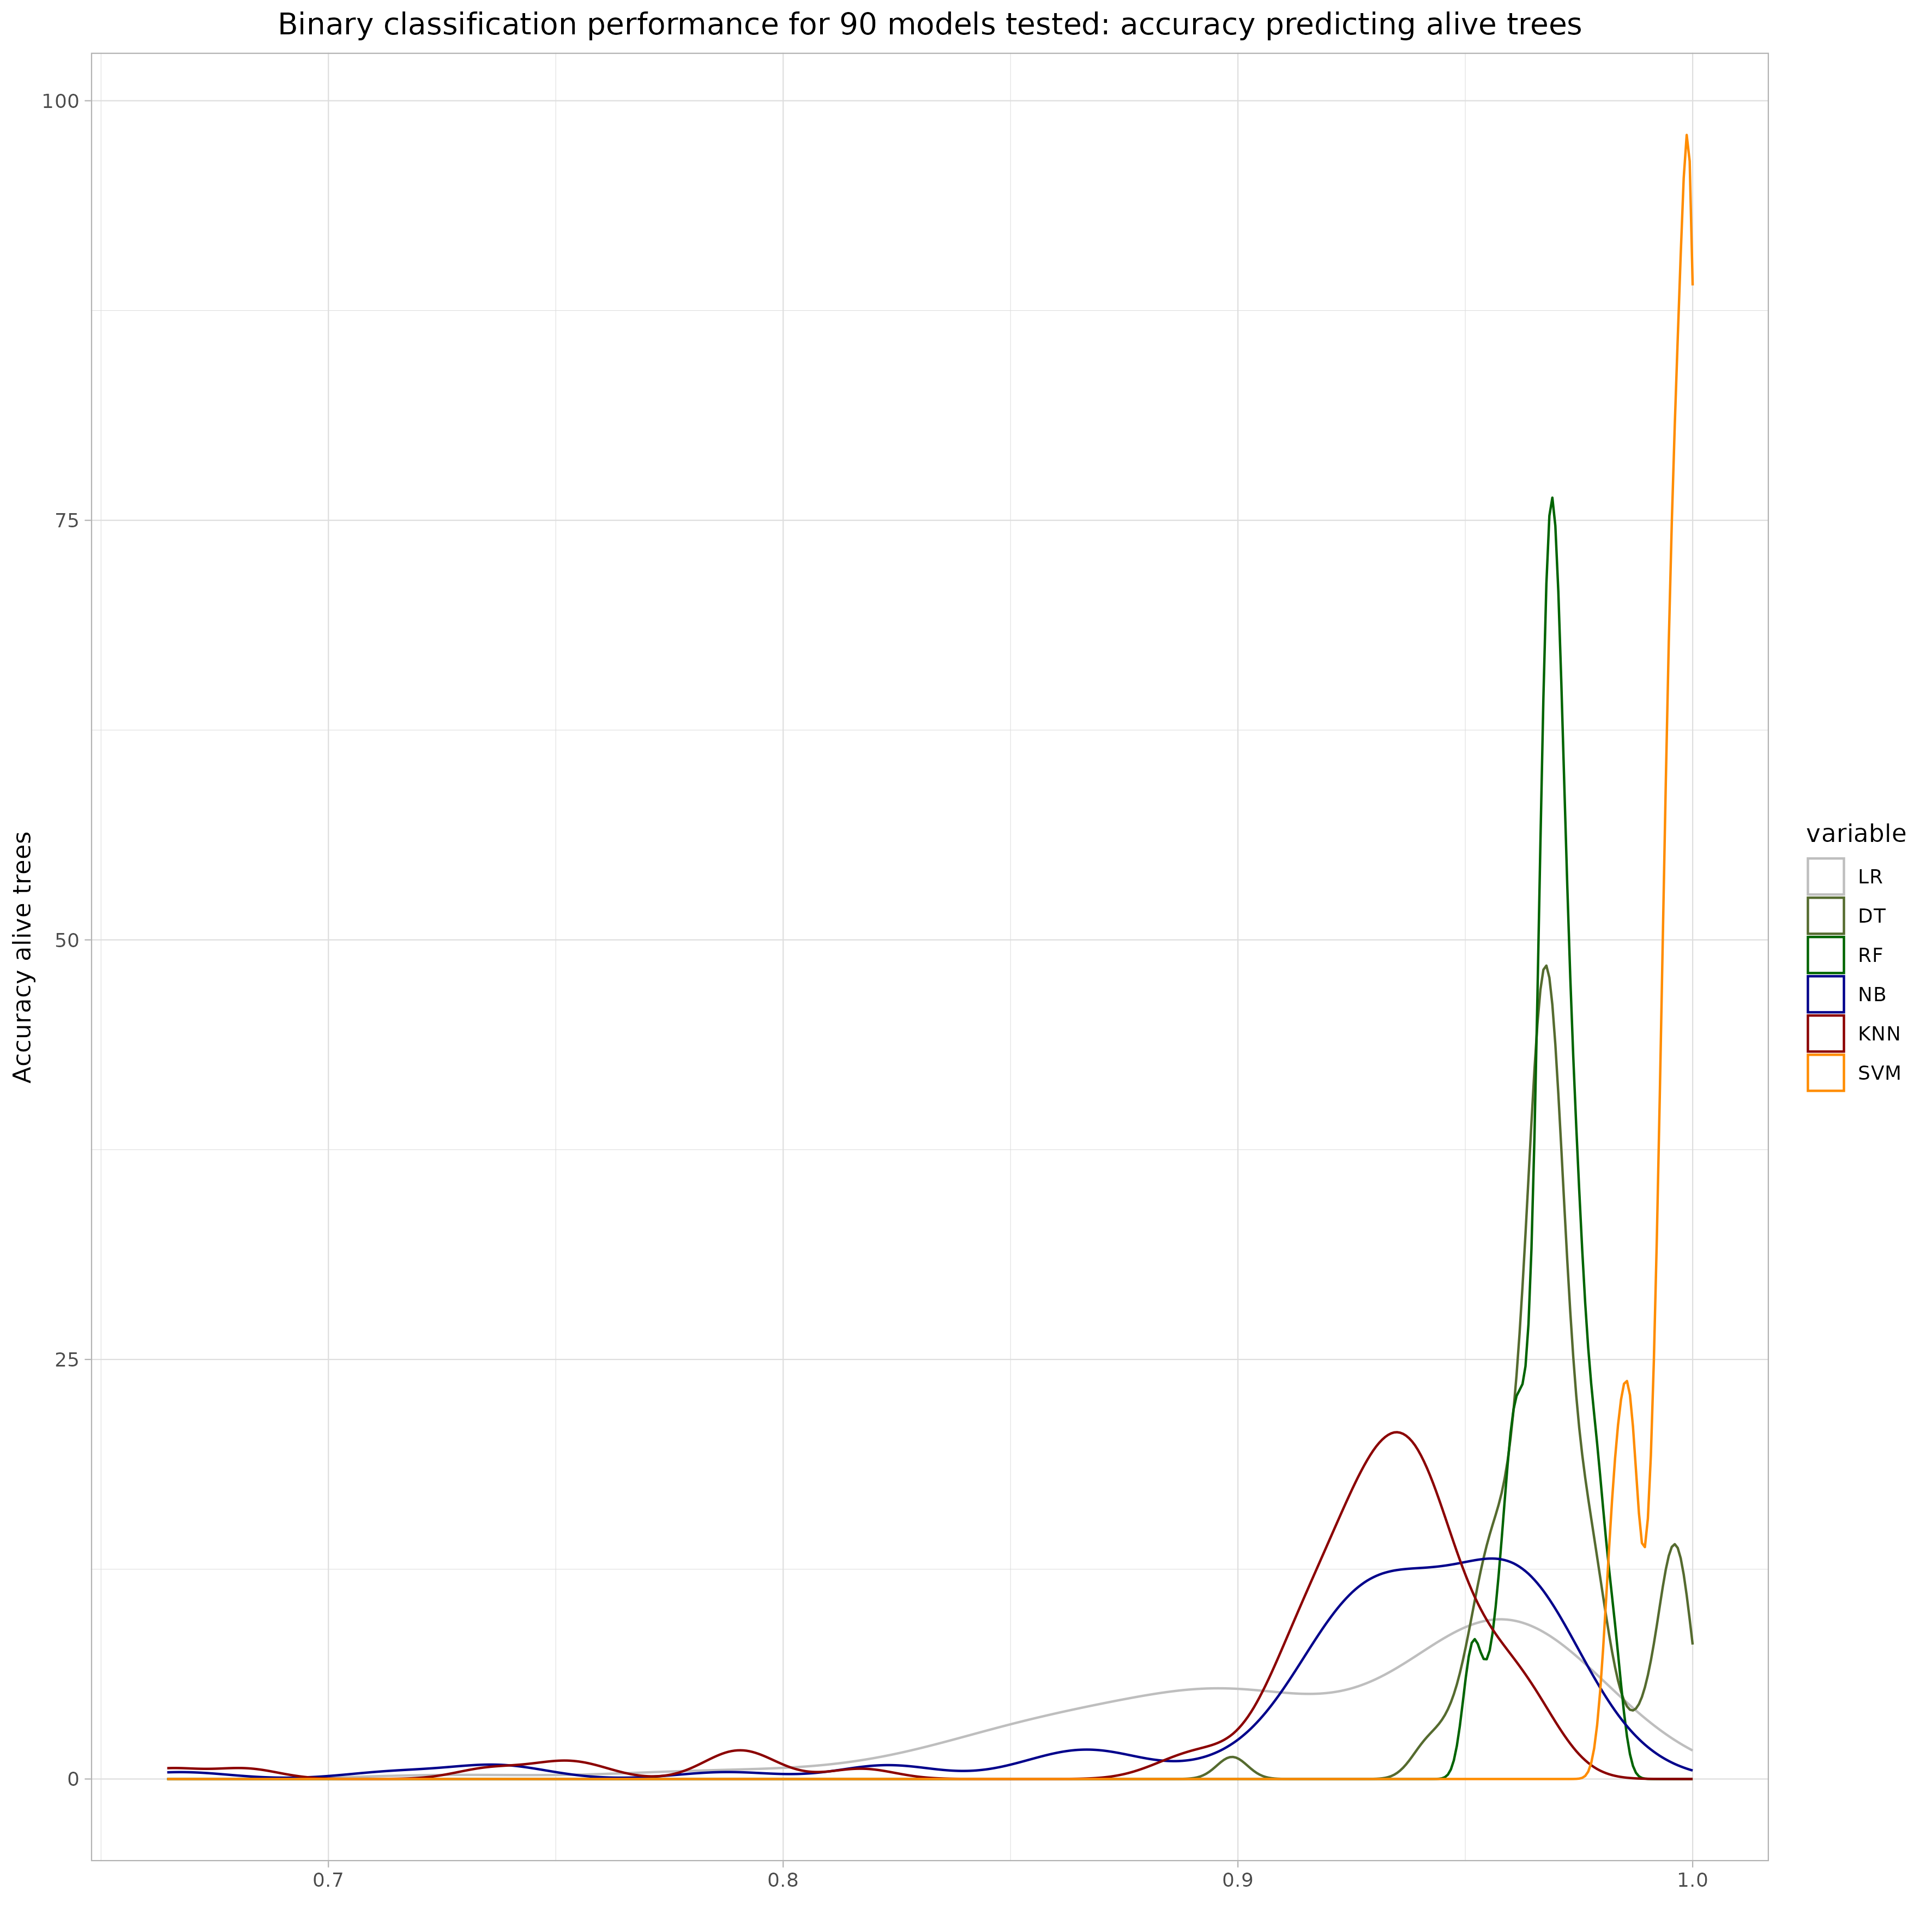 Binary classification performance for 90 models tested: accuracy predicting alive trees
Accuracy alive trees
100
75
50
25
0
0.7
0.8
0.9
1.0
variable
LR
DT
RF
NB
KNN
SVM